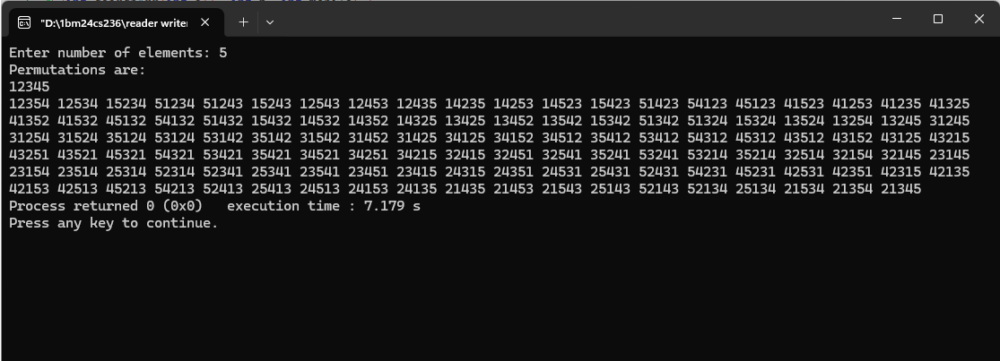 "D:\1bm24cs236\reader writer
Enter number of elements: 5
Permutations are:
12345
12354 12534 15234 51234 51243 15243 12543 12453 12435 14235 14253 14523 15423 51423 54123 45123 41523 41253 41235 41325
41352 41532 45132 54132 51432 15432 14532 14352 14325 13425 13452 13542 15342 51342 51324 15324 13524 13254 13245 31245
31254 31524 35124 53124 53142 35142 31542 31452 31425 34125 34152 34512 35412 53412 54312 45312 43512 43152 43125 43215
43251 43521 45321 54321 53421 35421 34521 34251 34215 32415 32451 32541 35241 53241 53214 35214 32514 32154 32145 23145
23154 23514 25314 52314 52341 25341 23541 23451 23415 24315 24351 24531 25431 52431 54231 45231 42531 42351 42315 42135
42153 42513 45213 54213 52413 25413 24513 24153 24135 21435 21453 21543 25143 52143 52134 25134 21534 21354 21345
Process returned 0 (0x0)   execution time : 7.179 s
Press any key to continue.